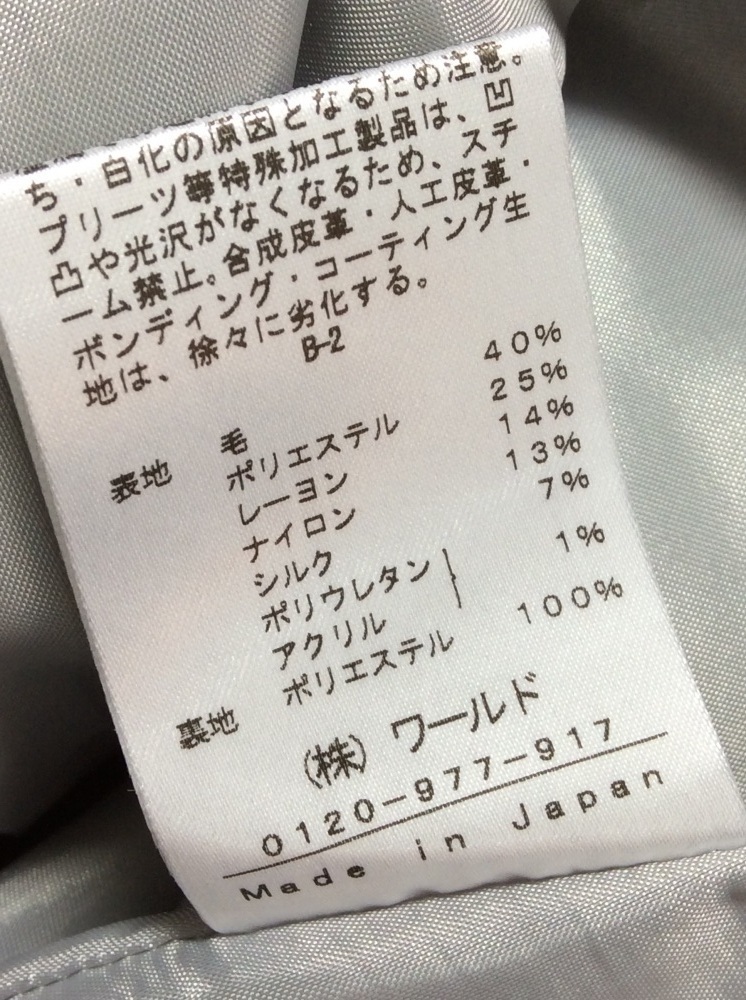 の原因となるため注意。
ち・白化
プリーツ等特殊加工製品は、凹
凸や光沢がなくなるため、スチ
ーム禁止。合成皮革・人工皮革・
ボンディング・コーティング生
地は、徐々に劣化する。
B-2
表地 毛 40%
ポリエステル 25%
レーヨン 14%
ナイロン 13%
シルク 7%
ポリウレタン}
アクリル 1%
裏地 ポリエステル 100%
(株)ワールド
0120-977-917
Made in Japan